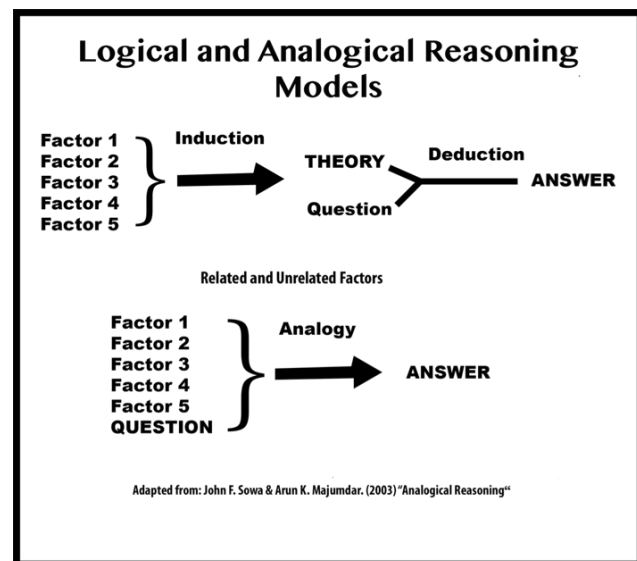 Logical and Analogical Reasoning
Models
Factor 1
Factor 2
Factor 3
Factor 4
Factor 5
Induction
THEORY
Question
Deduction
ANSWER
Related and Unrelated Factors
Factor 1
Factor 2
Factor 3
Factor 4
Factor 5
QUESTION
Analogy
ANSWER
Adapted from: John F. Sowa & Arun K. Majumdar. (2003) “Analogical Reasoning“